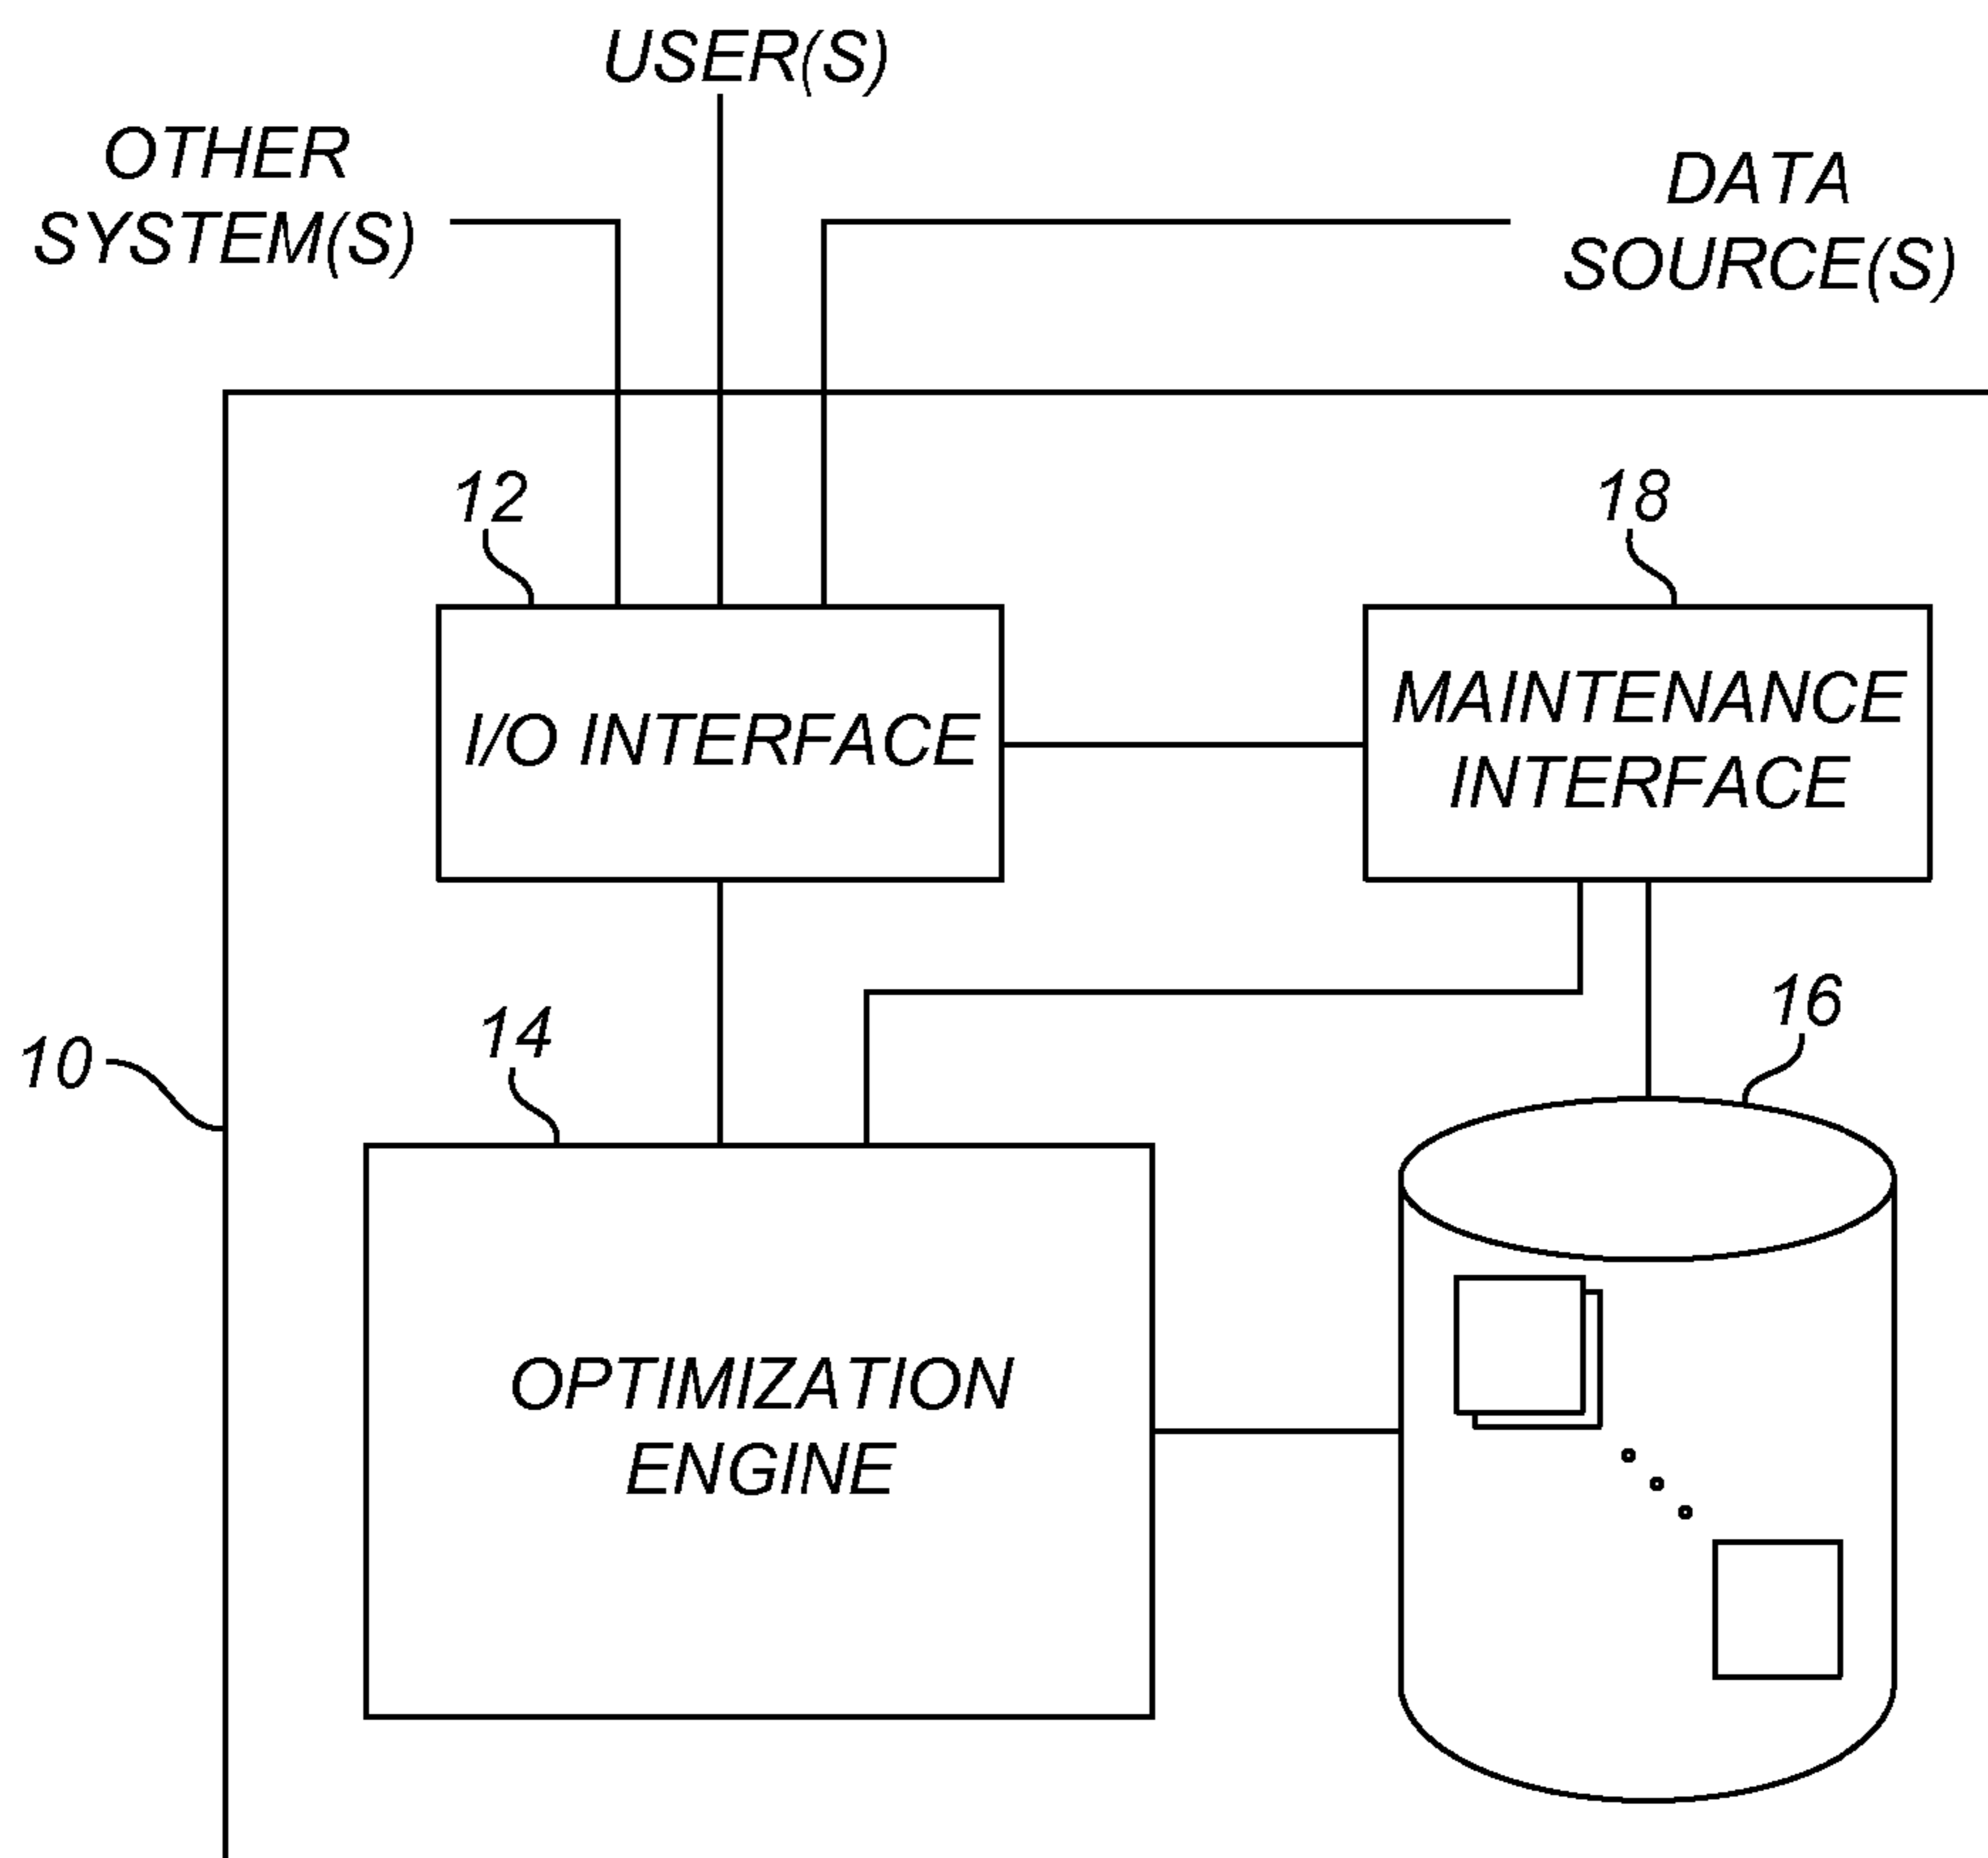 USER(S)
OTHER
SYSTEM(S)
DATA
SOURCE(S)
12
18
I/O INTERFACE
MAINTENANCE
INTERFACE
14
16
10
OPTIMIZATION
ENGINE